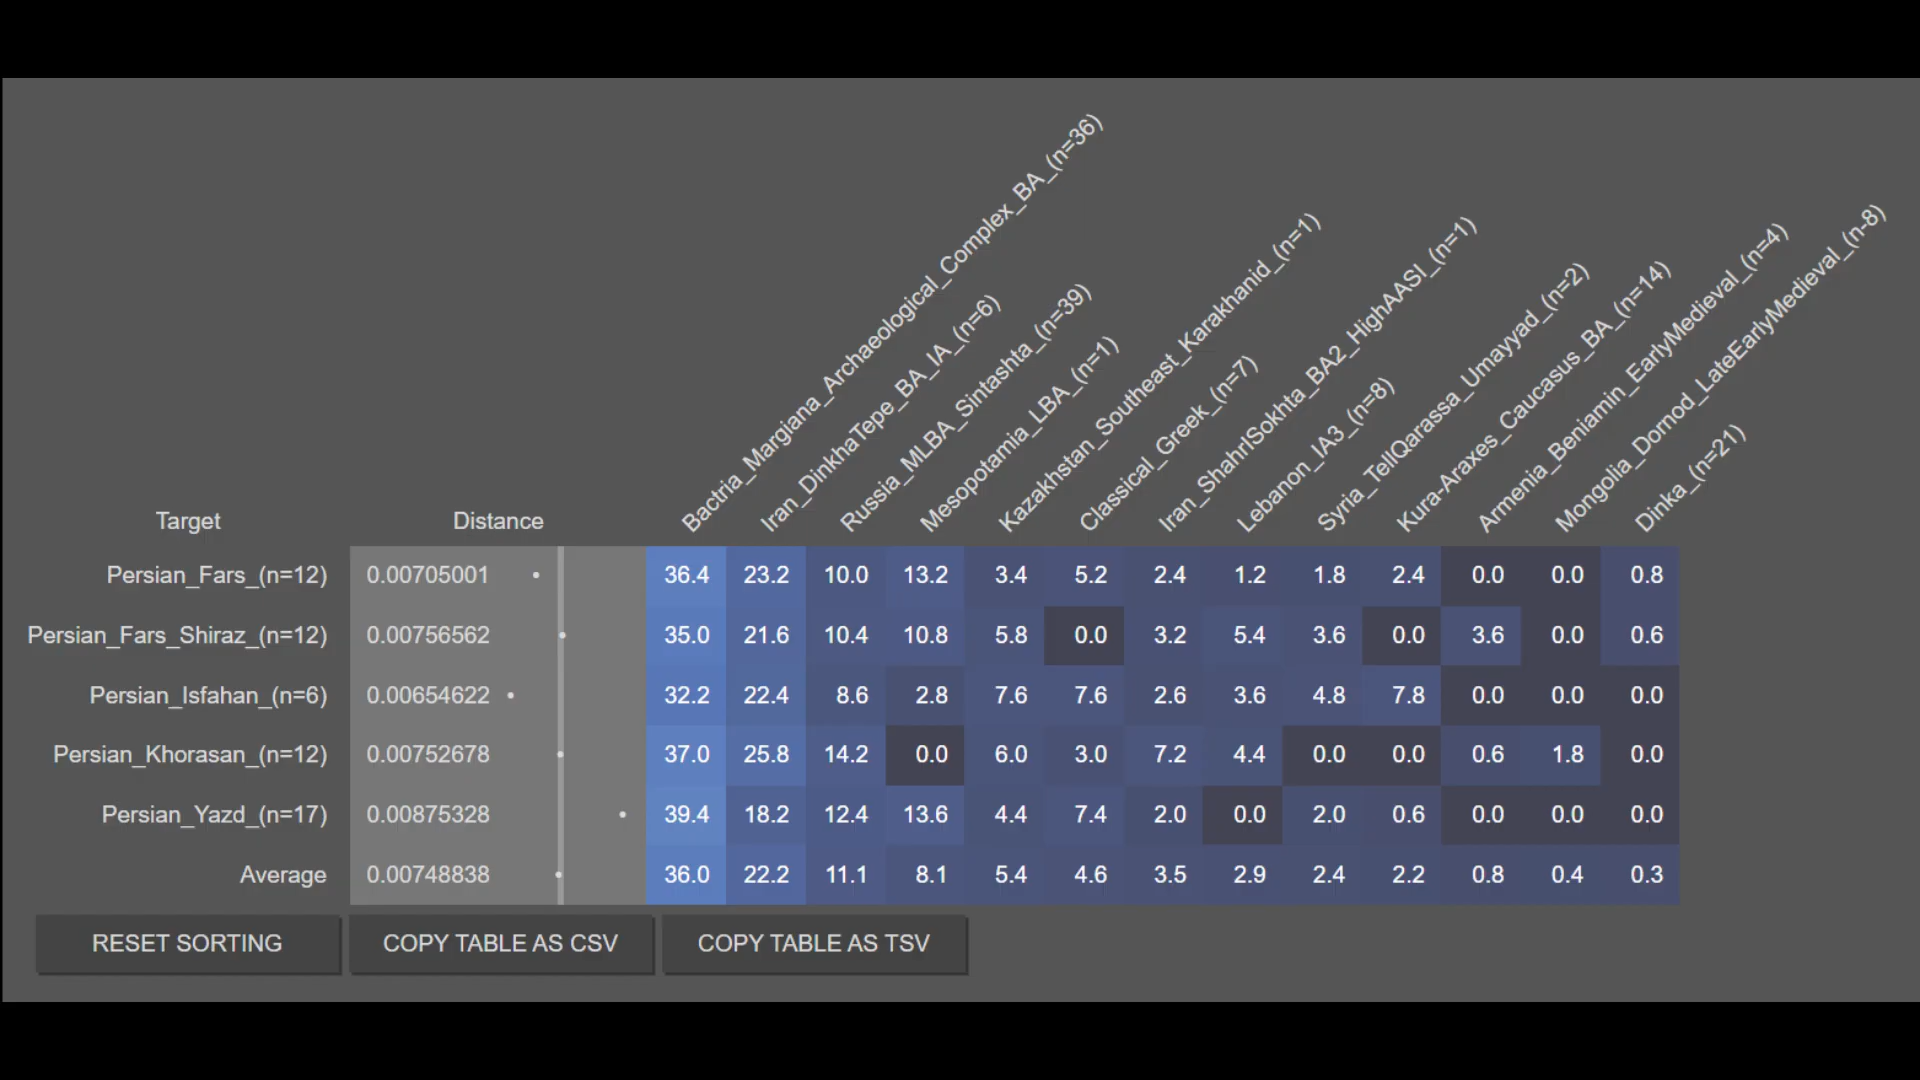 Bactria_Margiana_Archaeological_Complex_BA_(n=36)
Iran_DinkhaTepe_BA_IA_(n=6)
Russia_MLBA_Sintashta_(n=39)
Mesopotamia_LBA_(n=1)
Kazakhstan_Southeast_Karakhanid_(n=1)
Classical_Greek_(n=7)
Iran_ShahrISokhta_BA2_HighAASI_(n=1)
Lebanon_IA3_(n=8)
Syria_TellQarassa_Umayyad_(n=2)
Kura-Araxes_Caucasus_BA_(n=14)
Armenia_Beniamin_EarlyMedieval_(n=4)
Mongolia_Dornod_LateEarlyMedieval_(n-8)
Dinka_(n=21)
Target Distance
Persian_Fars_(n=12) 0.00705001 36.4 23.2 10.0 13.2 3.4 5.2 2.4 1.2 1.8 2.4 0.0 0.0 0.8
Persian_Fars_Shiraz_(n=12) 0.00756562 35.0 21.6 10.4 10.8 5.8 0.0 3.2 5.4 3.6 0.0 3.6 0.0 0.6
Persian_Isfahan_(n=6) 0.00654622 32.2 22.4 8.6 2.8 7.6 7.6 2.6 3.6 4.8 7.8 0.0 0.0 0.0
Persian_Khorasan_(n=12) 0.00752678 37.0 25.8 14.2 0.0 6.0 3.0 7.2 4.4 0.0 0.0 0.6 1.8 0.0
Persian_Yazd_(n=17) 0.00875328 39.4 18.2 12.4 13.6 4.4 7.4 2.0 0.0 2.0 0.6 0.0 0.0 0.0
Average 0.00748838 36.0 22.2 11.1 8.1 5.4 4.6 3.5 2.9 2.4 2.2 0.8 0.4 0.3
RESET SORTING COPY TABLE AS CSV COPY TABLE AS TSV